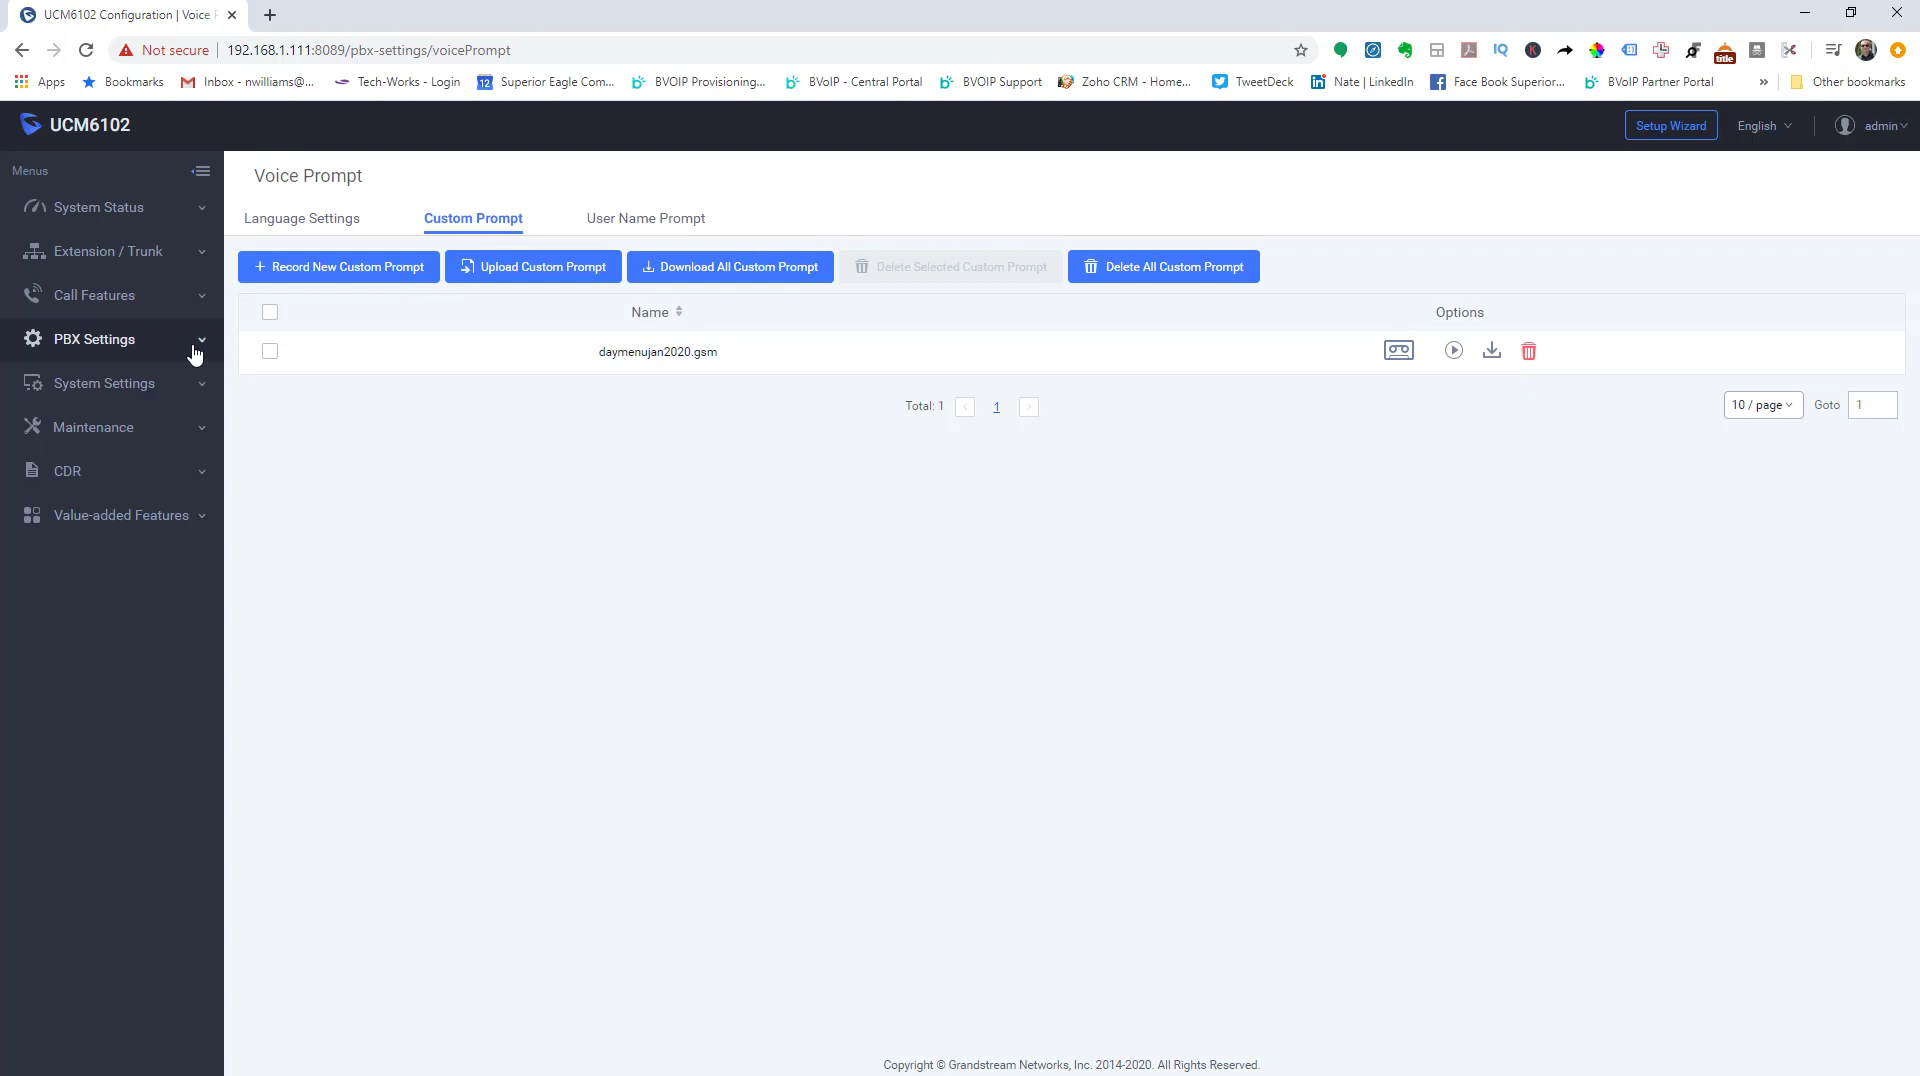 UCM6102 Configuration | Voice P
Not secure
192.168.1.111:8089/pbx-settings/voicePrompt
IQ
K
title
Apps
Bookmarks
Inbox - nwilliams@...
Tech-Works - Login
12
Superior Eagle Com...
BVOIP Provisioning...
BVoIP - Central Portal
BVOIP Support
Zoho CRM - Home...
TweetDeck
Nate | LinkedIn
Face Book Superior...
BVoIP Partner Portal
»
Other bookmarks
UCM6102
Setup Wizard
English
admin
Menus
System Status
Extension / Trunk
Call Features
PBX Settings
System Settings
Maintenance
CDR
Value-added Features
Voice Prompt
Language Settings
Custom Prompt
User Name Prompt
+ Record New Custom Prompt
Upload Custom Prompt
Download All Custom Prompt
Delete Selected Custom Prompt
Delete All Custom Prompt
Name
Options
daymenujan2020.gsm
Total: 1
<
1
>
10 / page
Goto
1
Copyright © Grandstream Networks, Inc. 2014-2020. All Rights Reserved.